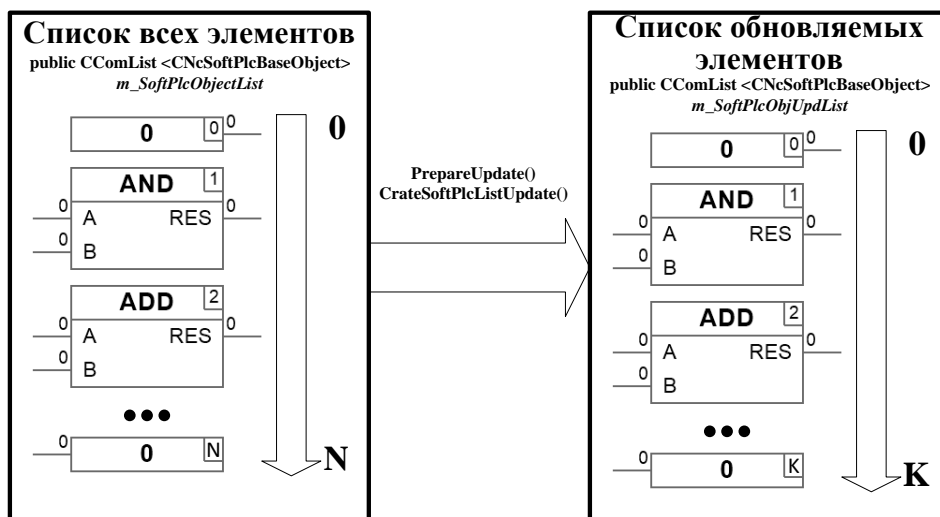 Список всех элементов
public CComList <CNcSoftPlcBaseObject>
m_SoftPlcObjectList
0 0 0
0
AND 1
0 A RES 0
0 B
ADD 2
0 A RES 0
0 B
0 0 N
N
PrepareUpdate()
CrateSoftPlcListUpdate()
Список обновляемых
элементов
public CComList <CNcSoftPlcBaseObject>
m_SoftPlcObjUpdList
0 0 0
0
AND 1
0 A RES 0
0 B
ADD 2
0 A RES 0
0 B
0 0 K
K